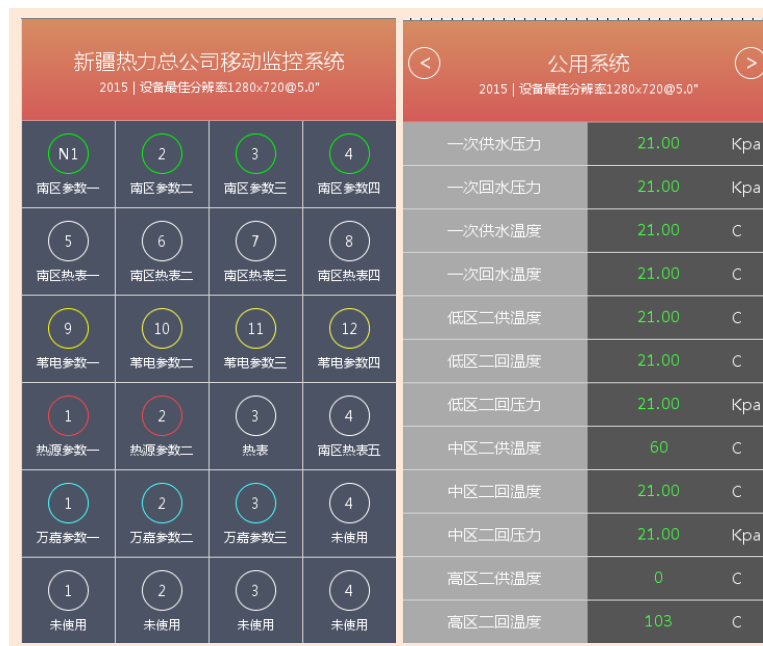 新疆热力总公司移动监控系统
2015 | 设备最佳分辨率1280x720@5.0"
N1 2 3 4
南区参数一 南区参数二 南区参数三 南区参数四
5 6 7 8
南区热表一 南区热表二 南区热表三 南区热表四
9 10 11 12
苇电参数一 苇电参数二 苇电参数三 苇电参数四
1 2 3 4
热源参数一 热源参数二 热表 南区热表五
1 2 3 4
万嘉参数一 万嘉参数二 万嘉参数三 未使用
1 2 3 4
未使用 未使用 未使用 未使用
< 公用系统 >
2015 | 设备最佳分辨率1280x720@5.0"
一次供水压力 21.00 Kpa
一次回水压力 21.00 Kpa
一次供水温度 21.00 C
一次回水温度 21.00 C
低区二供温度 21.00 C
低区二回温度 21.00 C
低区二回压力 21.00 Kpa
中区二供温度 60 C
中区二回温度 21.00 C
中区二回压力 21.00 Kpa
高区二供温度 0 C
高区二回温度 103 C